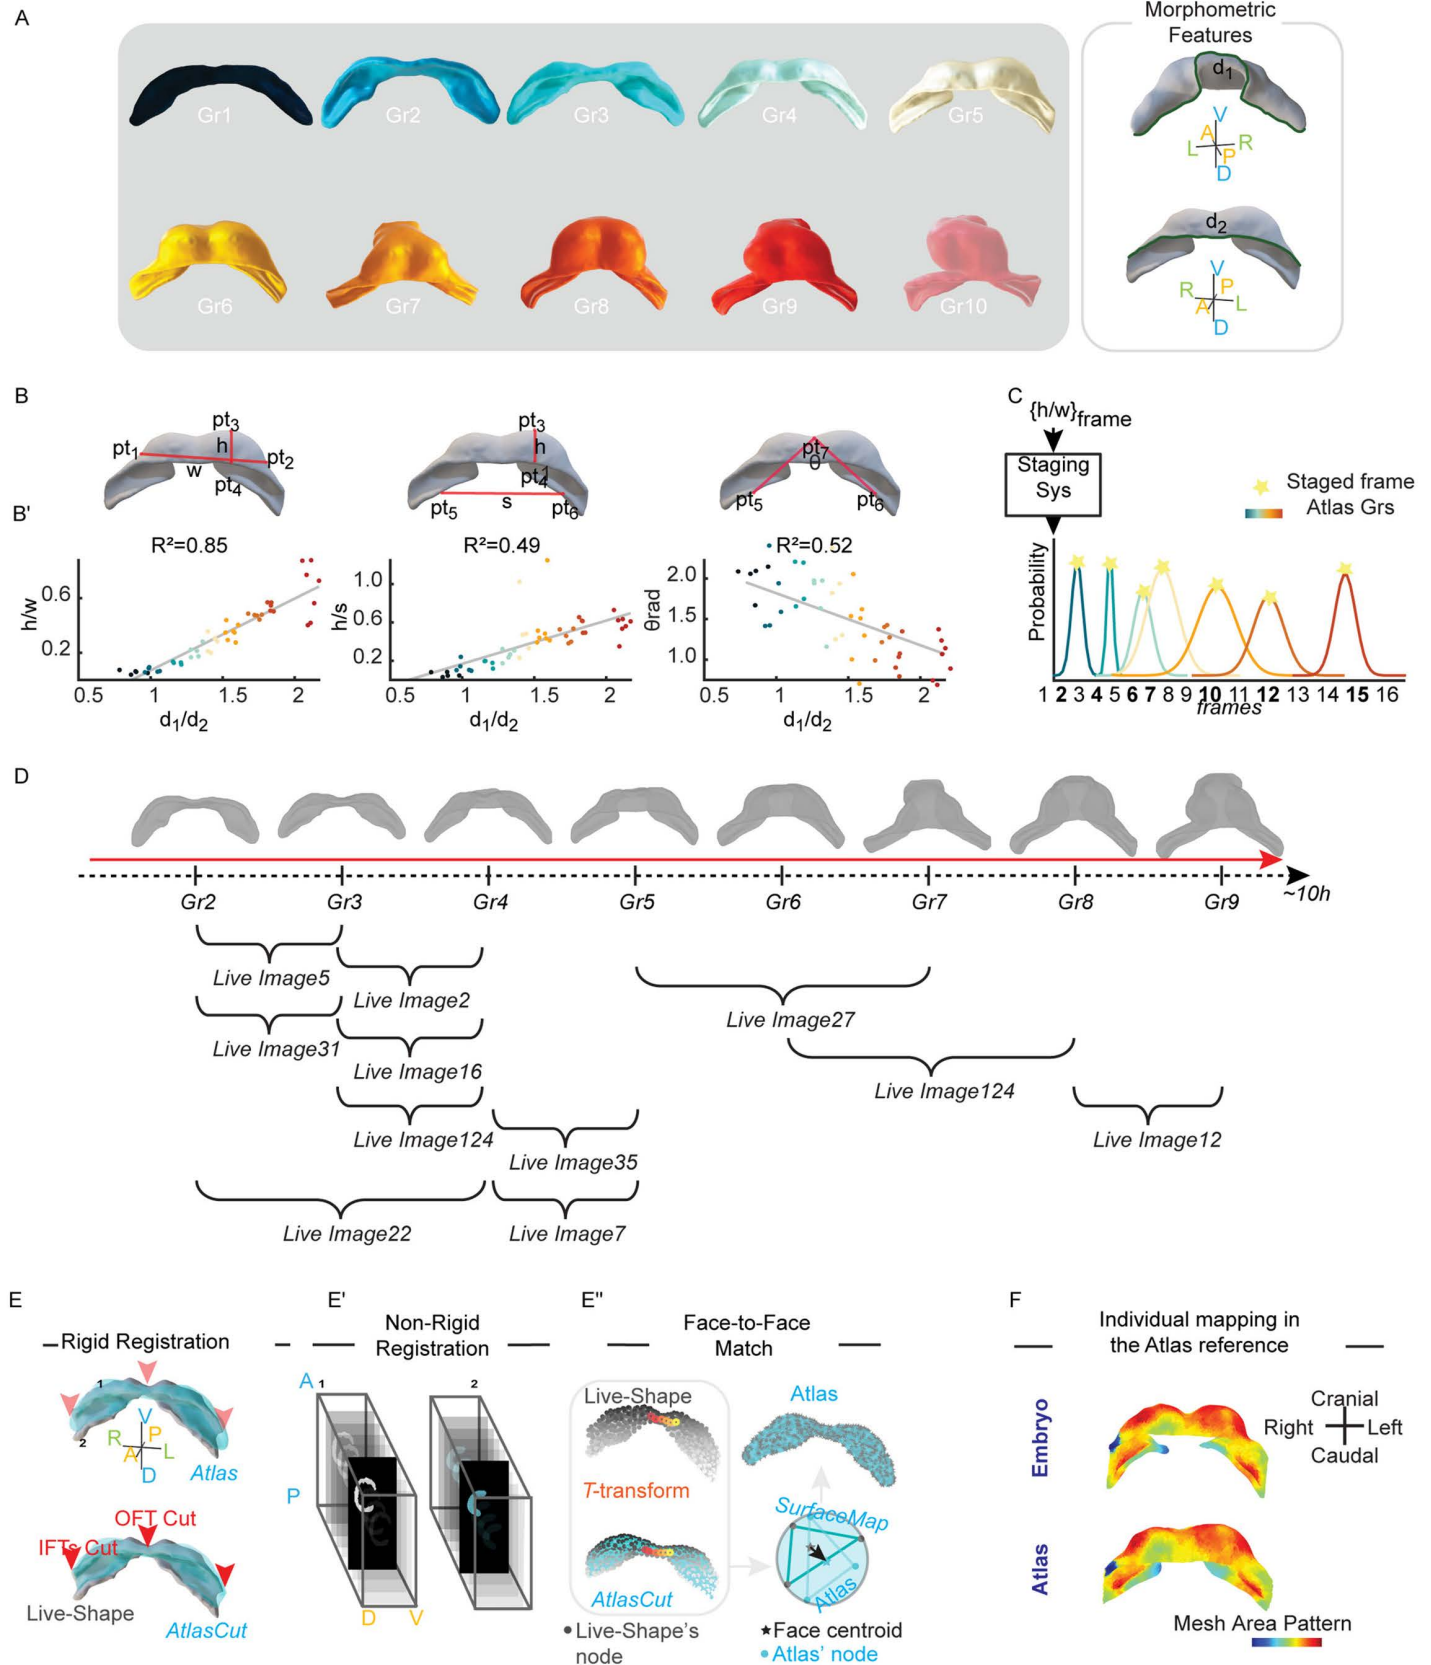 A
Morphometric
Features
Gr1
Gr2
Gr3
Gr4
Gr5
d1
V
A
L
R
P
D
Gr6
Gr7
Gr8
Gr9
Gr10
d2
V
P
R
A
L
D
B
pt1
pt3
h
w
pt2
pt4
pt3
h
pt4
pt5
s
pt6
pt7
θ
pt5
pt6
B'
R²=0.85
h/w
0.6
0.2
0.5
1
1.5
2
d1/d2
R²=0.49
h/s
1.0
0.6
0.2
0.5
1
1.5
2
d1/d2
R²=0.52
θrad
2.0
1.5
1.0
0.5
1
1.5
2
d1/d2
C
{h/w}frame
Staging
Sys
Staged frame
Atlas Grs
Probability
1 2 3 4 5 6 7 8 9 10 11 12 13 14 15 16
frames
D
Gr2
Gr3
Gr4
Gr5
Gr6
Gr7
Gr8
Gr9
~10h
Live Image5
Live Image2
Live Image27
Live Image31
Live Image16
Live Image124
Live Image124
Live Image12
Live Image35
Live Image22
Live Image7
E
Rigid Registration
1
2
V
P
R
A
L
D
Atlas
OFT Cut
IFTs Cut
Live-Shape
AtlasCut
E'
Non-Rigid
Registration
A
1
2
P
D
V
E''
Face-to-Face
Match
Live-Shape
Atlas
T-transform
SurfaceMap
Atlas
AtlasCut
Live-Shape's
node
Face centroid
Atlas' node
F
Individual mapping in
the Atlas reference
Embryo
Cranial
Right
Left
Caudal
Atlas
Mesh Area Pattern